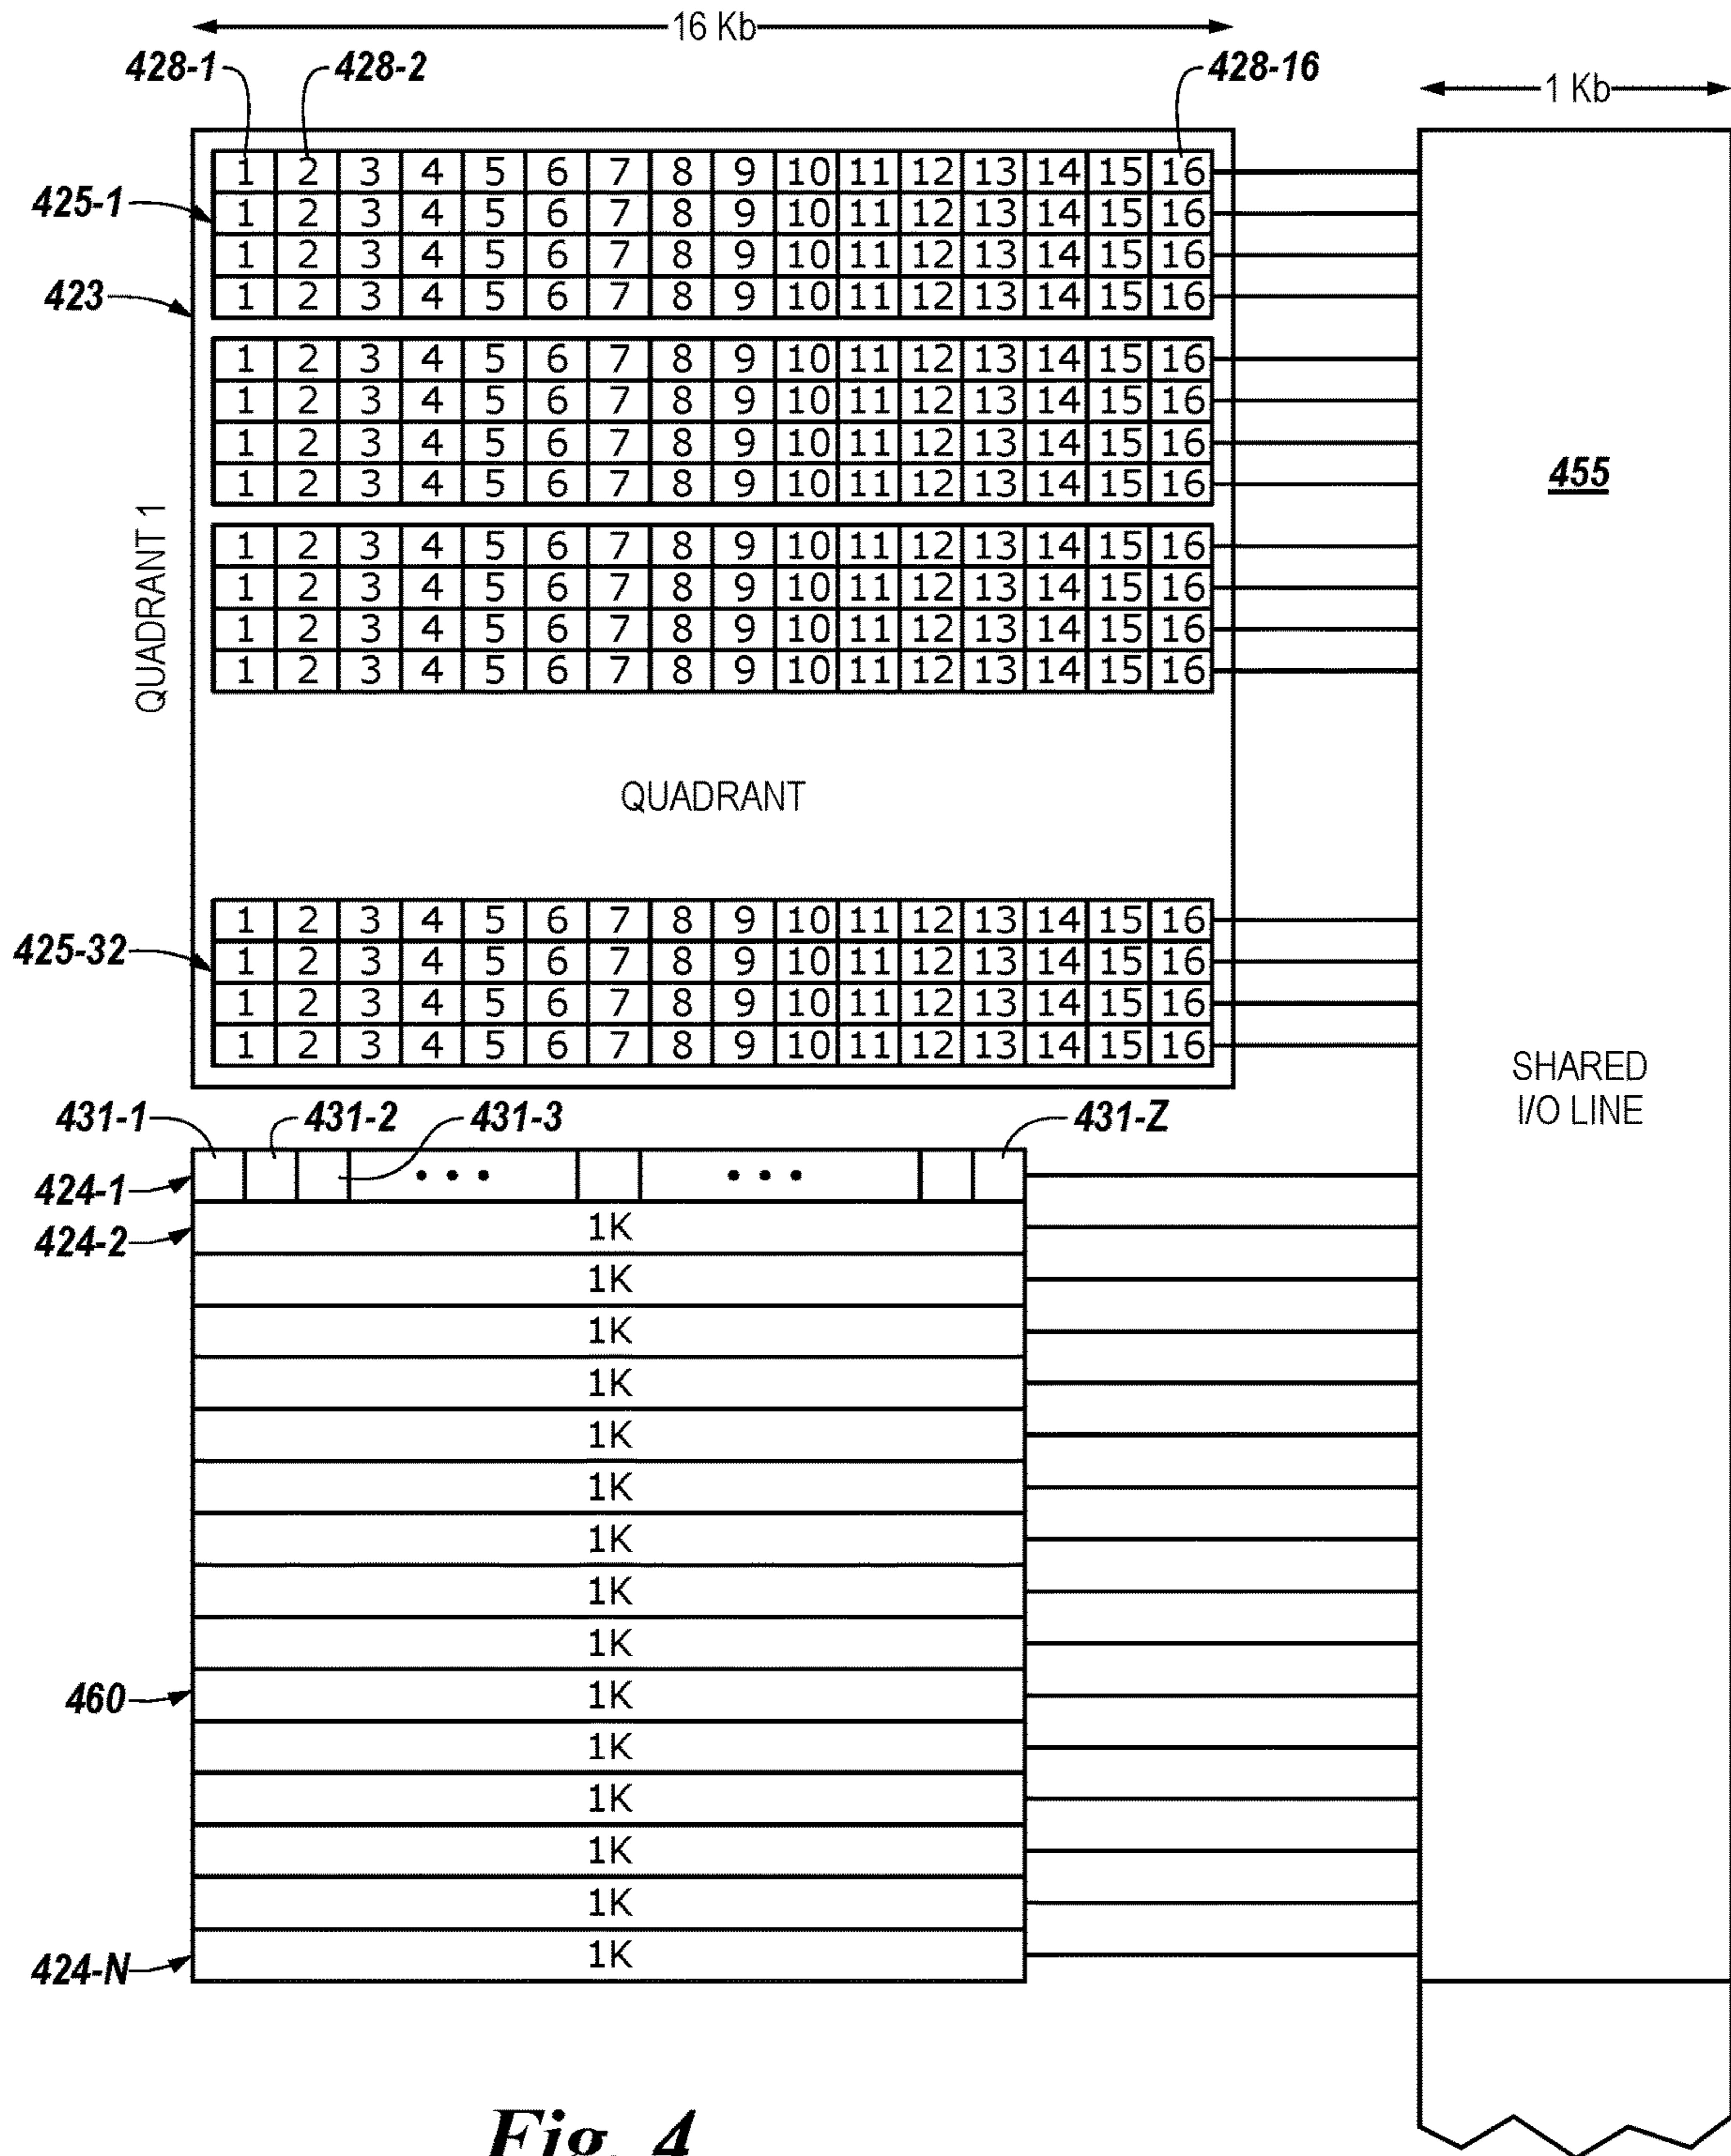 16 Kb
428-1 428-2 428-16 1 Kb
1 2 3 4 5 6 7 8 9 10 11 12 13 14 15 16
425-1
1 2 3 4 5 6 7 8 9 10 11 12 13 14 15 16
1 2 3 4 5 6 7 8 9 10 11 12 13 14 15 16
423
1 2 3 4 5 6 7 8 9 10 11 12 13 14 15 16
1 2 3 4 5 6 7 8 9 10 11 12 13 14 15 16
1 2 3 4 5 6 7 8 9 10 11 12 13 14 15 16
1 2 3 4 5 6 7 8 9 10 11 12 13 14 15 16
1 2 3 4 5 6 7 8 9 10 11 12 13 14 15 16
455
QUADRANT 1
1 2 3 4 5 6 7 8 9 10 11 12 13 14 15 16
1 2 3 4 5 6 7 8 9 10 11 12 13 14 15 16
1 2 3 4 5 6 7 8 9 10 11 12 13 14 15 16
1 2 3 4 5 6 7 8 9 10 11 12 13 14 15 16
QUADRANT
1 2 3 4 5 6 7 8 9 10 11 12 13 14 15 16
425-32
1 2 3 4 5 6 7 8 9 10 11 12 13 14 15 16
1 2 3 4 5 6 7 8 9 10 11 12 13 14 15 16
1 2 3 4 5 6 7 8 9 10 11 12 13 14 15 16
SHARED
I/O LINE
431-1 431-2 431-3 431-Z
424-1 • • • • • •
424-2 1K
1K
1K
1K
1K
1K
1K
1K
1K
460 1K
1K
1K
1K
1K
424-N 1K
Fig. 4